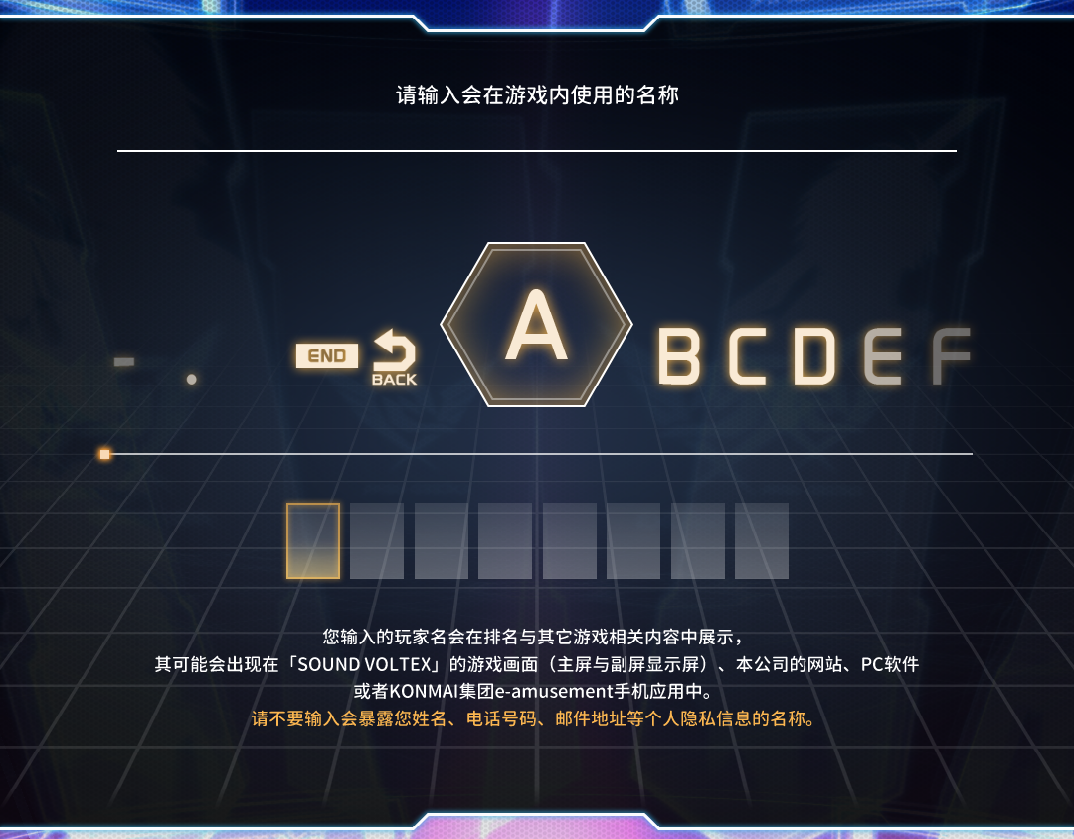 请输入会在游戏内使用的名称
- . END BACK A B C D E F
您输入的玩家名会在排名与其它游戏相关内容中展示，
其可能会出现在「SOUND VOLTEX」的游戏画面（主屏与副屏显示屏）、本公司的网站、PC软件
或者KONMAI集团e-amusement手机应用中。
请不要输入会暴露您姓名、电话号码、邮件地址等个人隐私信息的名称。